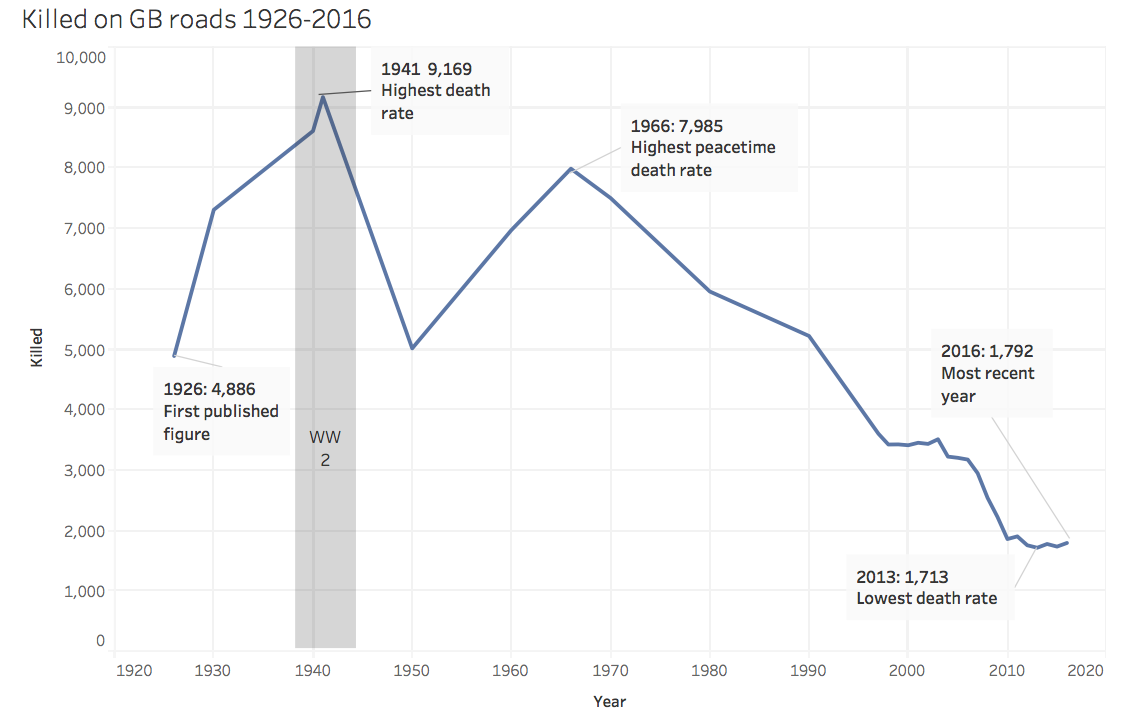 Killed on GB roads 1926-2016
10,000
9,000
8,000
7,000
6,000
5,000
4,000
3,000
2,000
1,000
0
Killed
1941 9,169
Highest death
rate
1966: 7,985
Highest peacetime
death rate
1926: 4,886
First published
figure
WW
2
2016: 1,792
Most recent
year
2013: 1,713
Lowest death rate
1920 1930 1940 1950 1960 1970 1980 1990 2000 2010 2020
Year